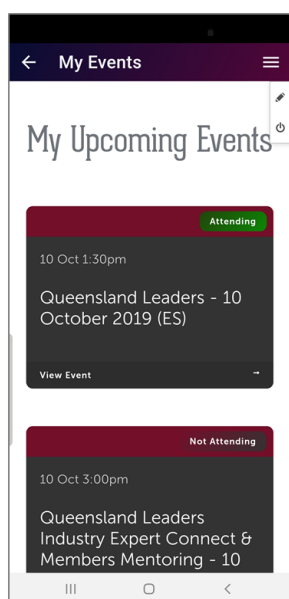 My Events
My Upcoming Events
Attending
10 Oct 1:30pm
Queensland Leaders - 10
October 2019 (ES)
View Event
Not Attending
10 Oct 3:00pm
Queensland Leaders
Industry Expert Connect &
Members Mentoring - 10